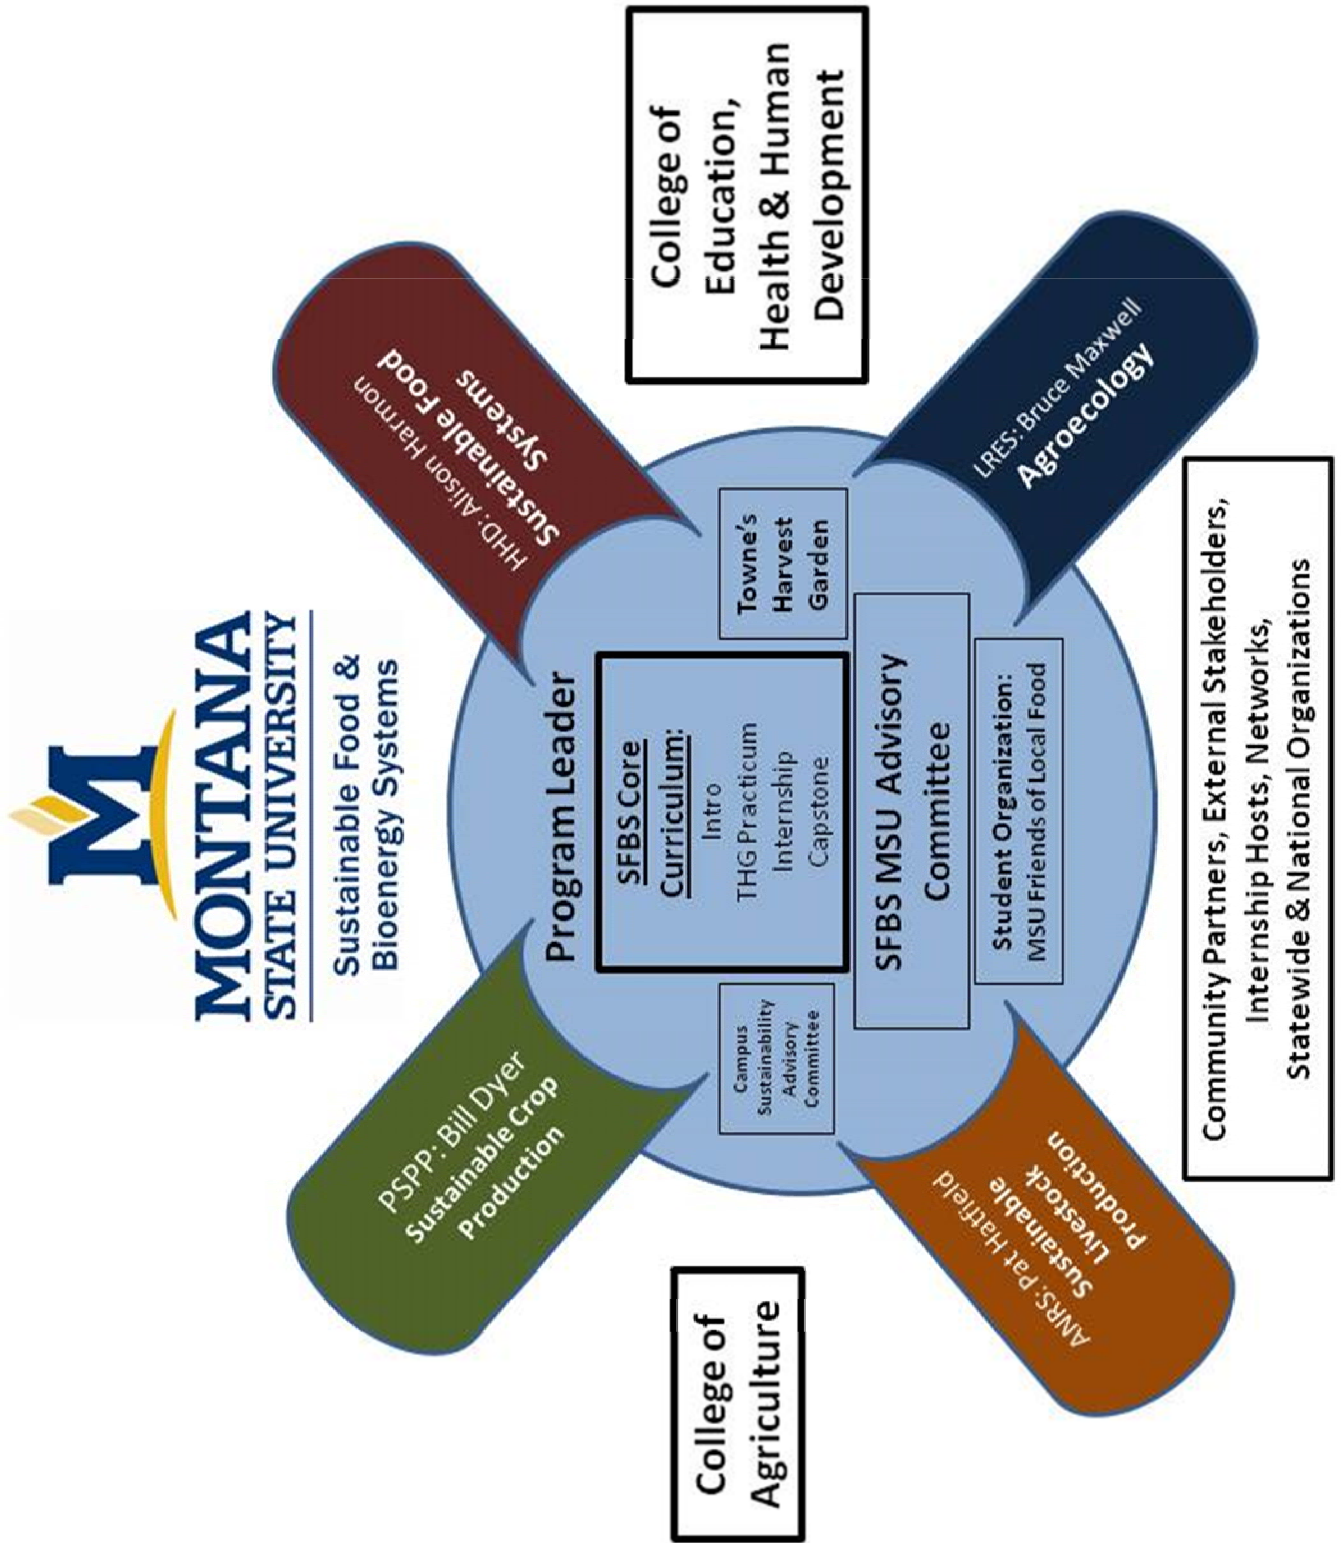 M
MONTANA
STATE UNIVERSITY
Sustainable Food &
Bioenergy Systems
PSPP: Bill Dyer
Sustainable Crop
Production
HHD: Alison Harmon
Sustainable Food
Systems
Program Leader
SFBS Core
Curriculum:
Intro
THG Practicum
Internship
Capstone
Campus
Sustainability
Advisory
Committee
Towne's
Harvest
Garden
College of
Agriculture
College of
Education,
Health & Human
Development
SFBS MSU Advisory
Committee
Student Organization:
MSU Friends of Local Food
ANRS: Pat Hatfield
Sustainable
Livestock
Production
LRES: Bruce Maxwell
Agroecology
Community Partners, External Stakeholders,
Internship Hosts, Networks,
Statewide & National Organizations